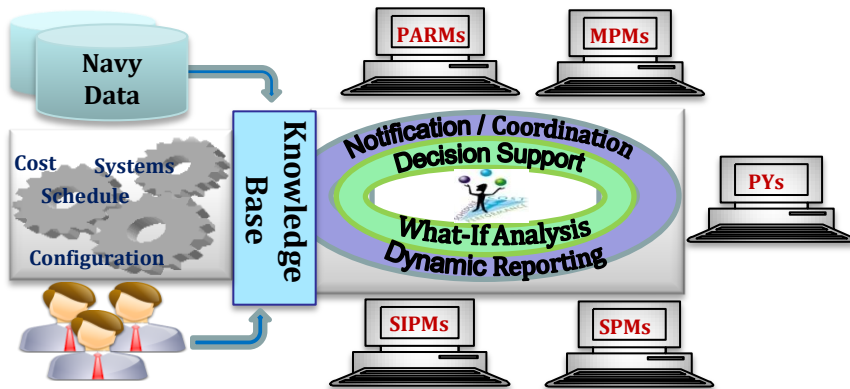 Navy
Data
PARMs
MPMs
Cost
Systems
Schedule
Configuration
Knowledge
Base
Notification / Coordination
Decision Support
What-If Analysis
Dynamic Reporting
PYs
SIPMs
SPMs